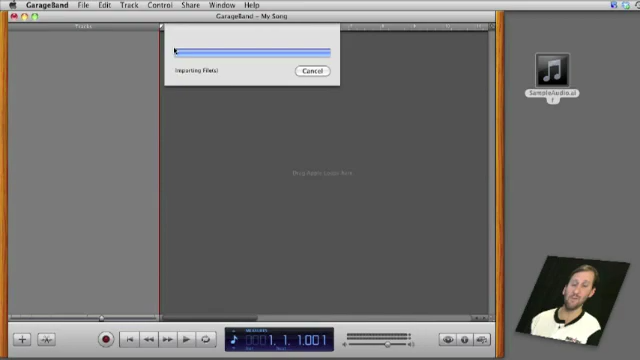 GarageBand File Edit Track Control Share Window Help
GarageBand - My Song
Tracks
Importing File(s)
Cancel
SampleAudio.ai
f
Drag Apple Loops Here
MEASURES
1. 1. 1.001